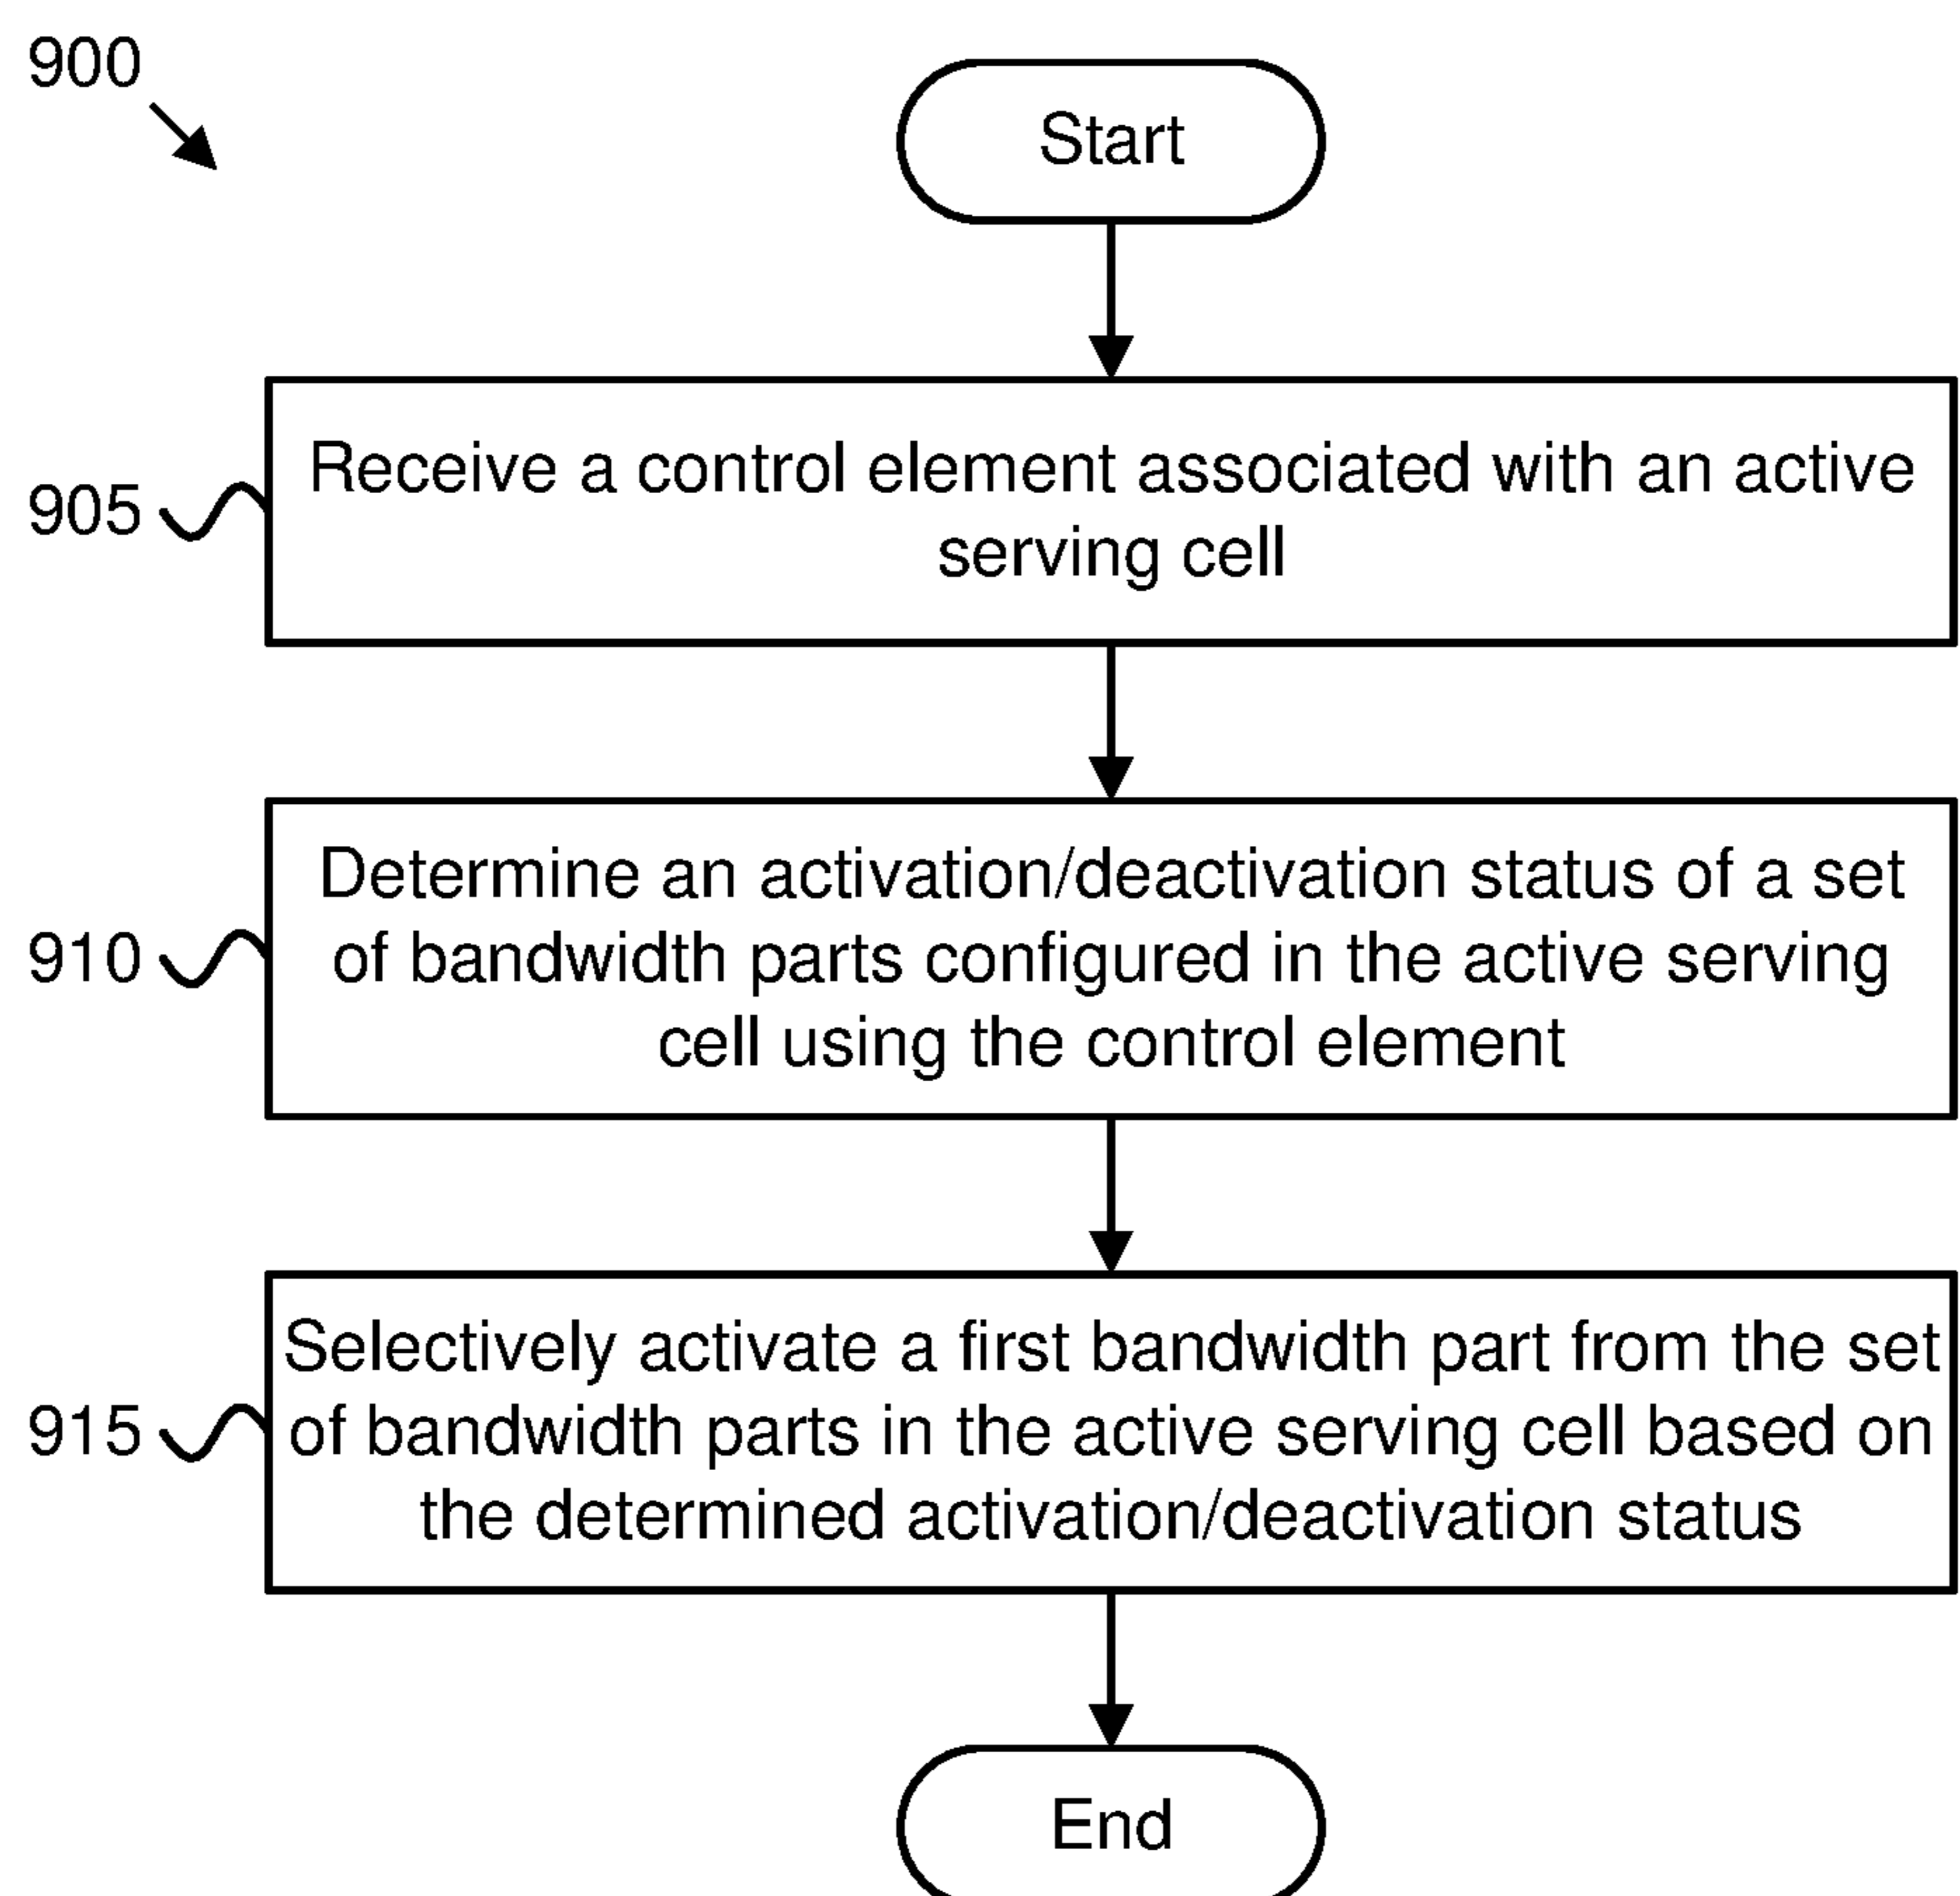 900
Start
905
Receive a control element associated with an active
serving cell
910
Determine an activation/deactivation status of a set
of bandwidth parts configured in the active serving
cell using the control element
915
Selectively activate a first bandwidth part from the set
of bandwidth parts in the active serving cell based on
the determined activation/deactivation status
End